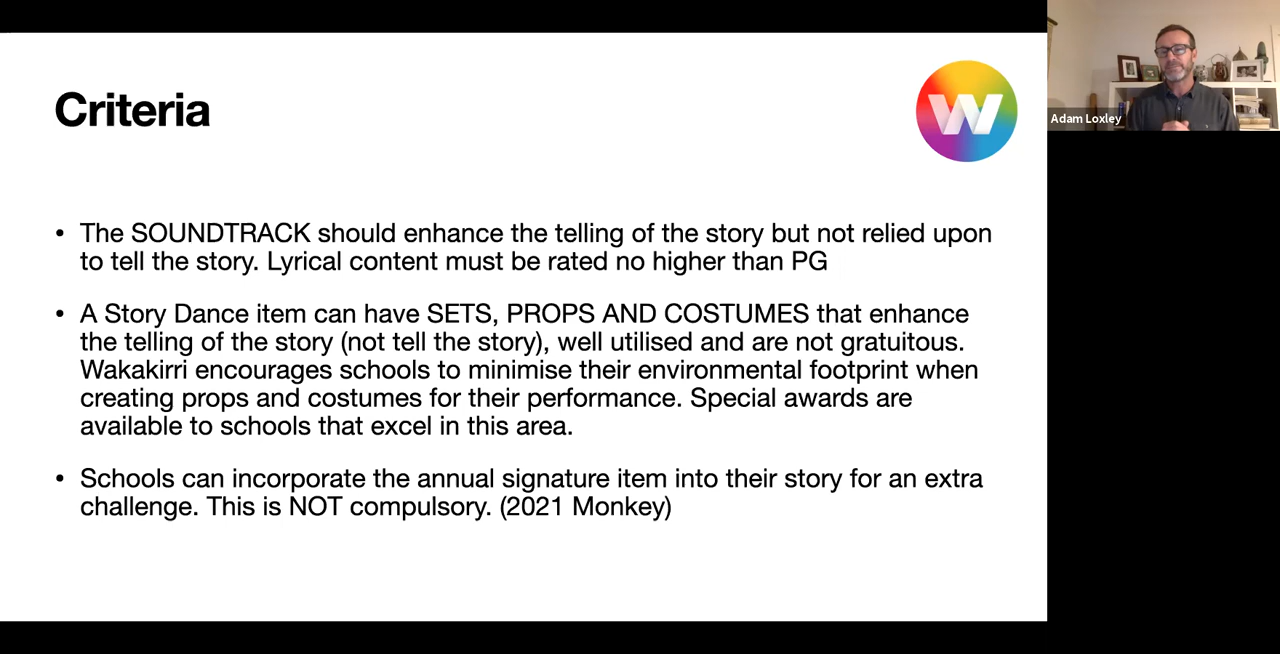 Criteria
W
Adam Loxley
• The SOUNDTRACK should enhance the telling of the story but not relied upon
to tell the story. Lyrical content must be rated no higher than PG
• A Story Dance item can have SETS, PROPS AND COSTUMES that enhance
the telling of the story (not tell the story), well utilised and are not gratuitous.
Wakakirri encourages schools to minimise their environmental footprint when
creating props and costumes for their performance. Special awards are
available to schools that excel in this area.
• Schools can incorporate the annual signature item into their story for an extra
challenge. This is NOT compulsory. (2021 Monkey)